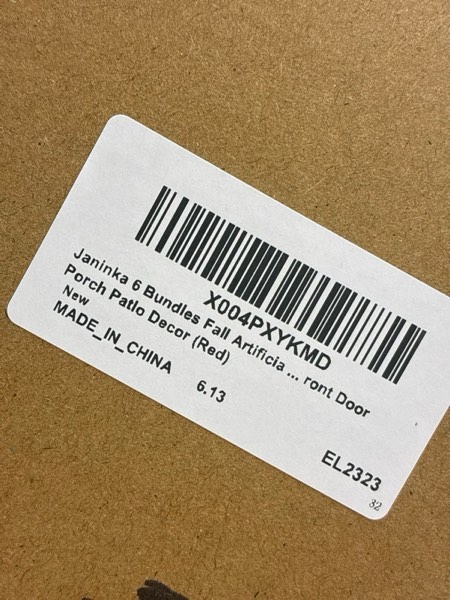 X004PXYKMD
Janinka 6 Bundles Fall Artificia ... ront Door
Porch Patio Decor (Red)
New
MADE_IN_CHINA
6.13
EL2323
32